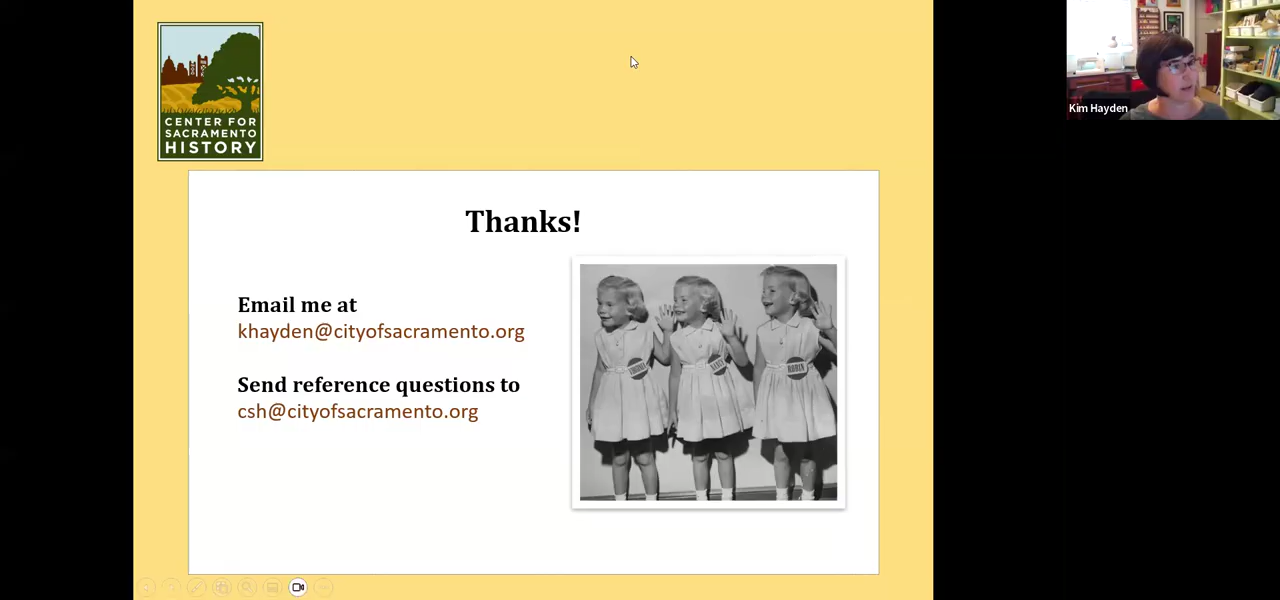 CENTER FOR
SACRAMENTO
HISTORY
Kim Hayden
Thanks!
Email me at
khayden@cityofsacramento.org
Send reference questions to
csh@cityofsacramento.org
ROBIN